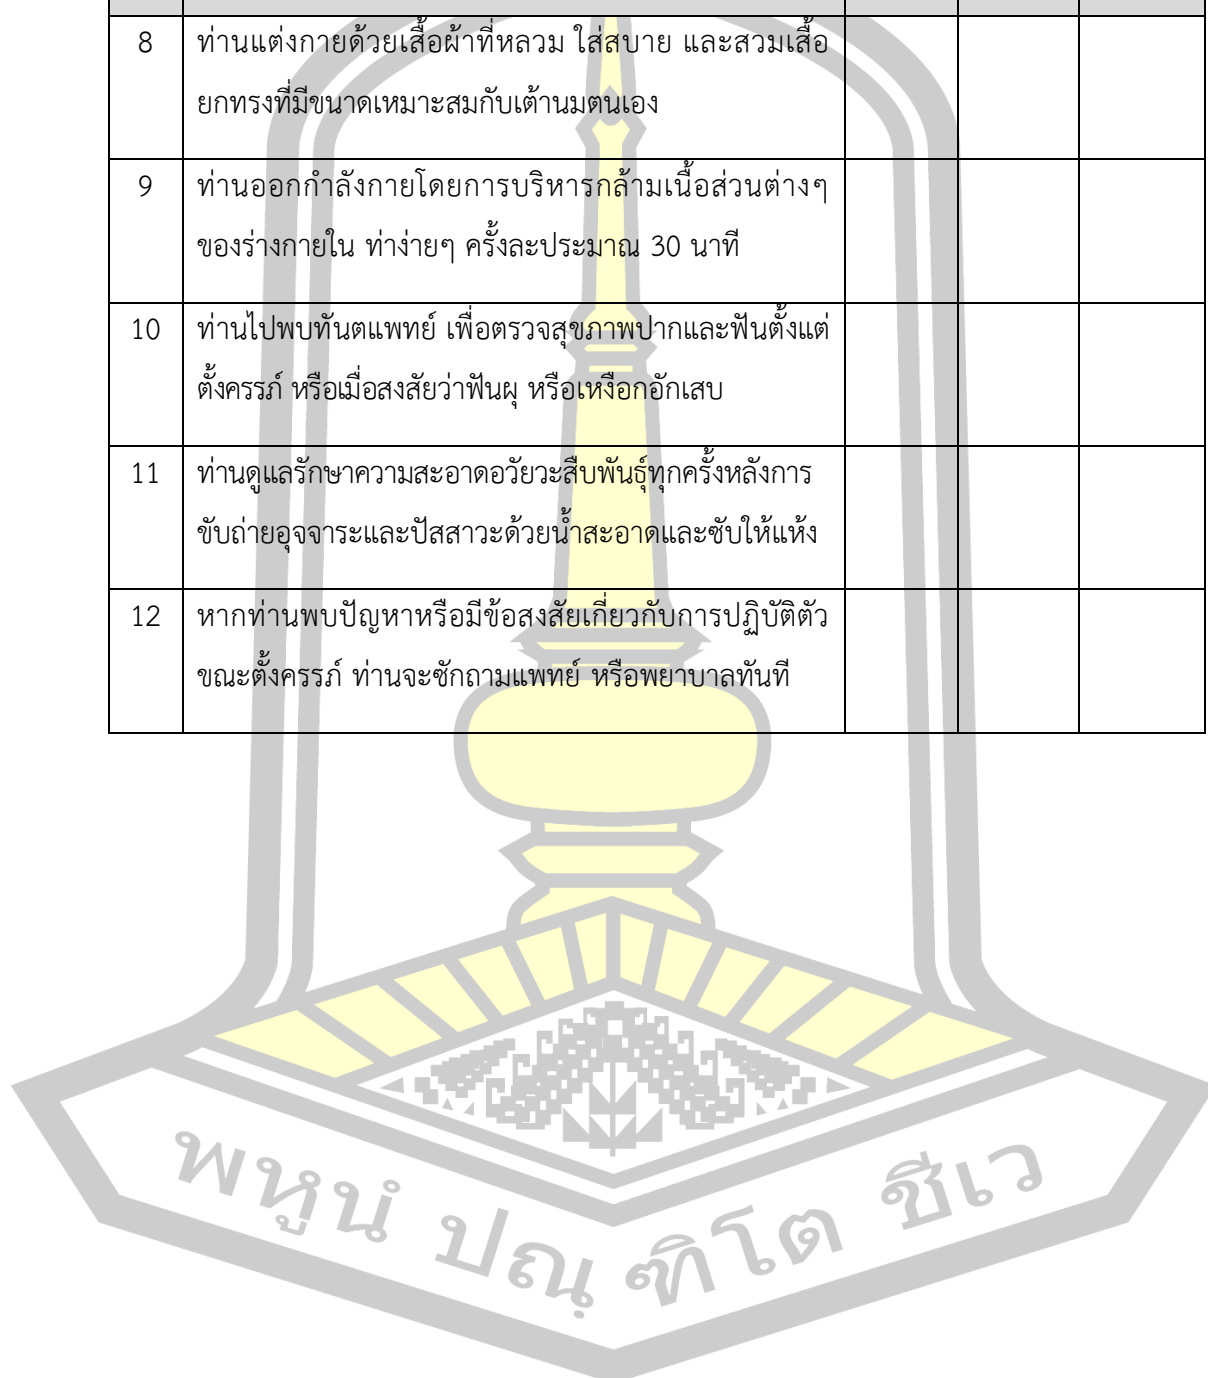 8 ท่านแต่งกายด้วยเสื้อผ้าที่หลวม ใส่สบาย และสวมเสื้อ
ยกทรงที่มีขนาดเหมาะสมกับเต้านมตนเอง
9 ท่านออกกำลังกายโดยการบริหารกล้ามเนื้อส่วนต่างๆ
ของร่างกายใน ท่าง่ายๆ ครั้งละประมาณ 30 นาที
10 ท่านไปพบทันตแพทย์ เพื่อตรวจสุขภาพปากและฟันตั้งแต่
ตั้งครรภ์ หรือเมื่อสงสัยว่าฟันผุ หรือเหงือกอักเสบ
11 ท่านดูแลรักษาความสะอาดอวัยวะสืบพันธุ์ทุกครั้งหลังการ
ขับถ่ายอุจจาระและปัสสาวะด้วยน้ำสะอาดและซับให้แห้ง
12 หากท่านพบปัญหาหรือมีข้อสงสัยเกี่ยวกับการปฏิบัติตัว
ขณะตั้งครรภ์ ท่านจะซักถามแพทย์ หรือพยาบาลทันที
พหูนํ ปณฺฑิโต ชีเว